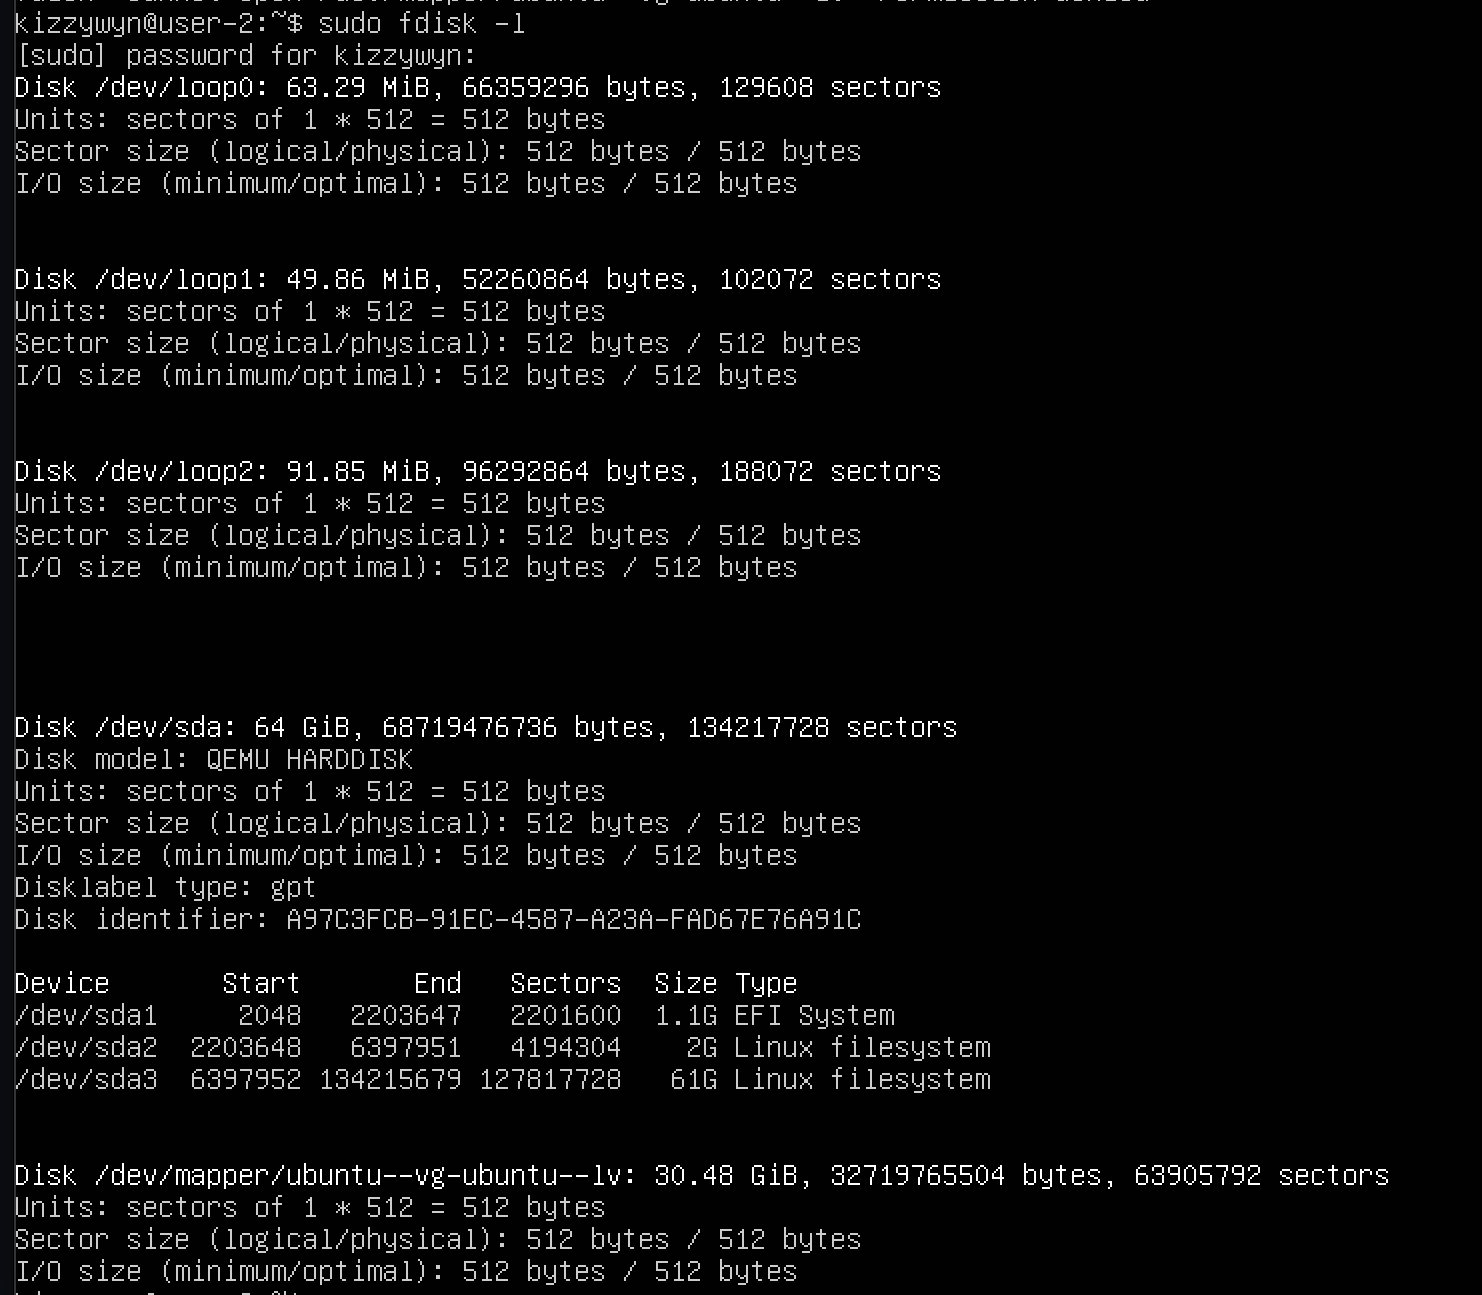 kizzywyn@user-2:~$ sudo fdisk -l
[sudo] password for kizzywyn:
Disk /dev/loop0: 63.29 MiB, 66359296 bytes, 129608 sectors
Units: sectors of 1 * 512 = 512 bytes
Sector size (logical/physical): 512 bytes / 512 bytes
I/O size (minimum/optimal): 512 bytes / 512 bytes
Disk /dev/loop1: 49.86 MiB, 52260864 bytes, 102072 sectors
Units: sectors of 1 * 512 = 512 bytes
Sector size (logical/physical): 512 bytes / 512 bytes
I/O size (minimum/optimal): 512 bytes / 512 bytes
Disk /dev/loop2: 91.85 MiB, 96292864 bytes, 188072 sectors
Units: sectors of 1 * 512 = 512 bytes
Sector size (logical/physical): 512 bytes / 512 bytes
I/O size (minimum/optimal): 512 bytes / 512 bytes
Disk /dev/sda: 64 GiB, 68719476736 bytes, 134217728 sectors
Disk model: QEMU HARDDISK
Units: sectors of 1 * 512 = 512 bytes
Sector size (logical/physical): 512 bytes / 512 bytes
I/O size (minimum/optimal): 512 bytes / 512 bytes
Disklabel type: gpt
Disk identifier: A97C3FCB-91EC-4587-A23A-FAD67E76A91C
Device       Start       End   Sectors  Size Type
/dev/sda1     2048   2203647   2201600  1.1G EFI System
/dev/sda2  2203648   6397951   4194304    2G Linux filesystem
/dev/sda3  6397952 134215679 127817728   61G Linux filesystem
Disk /dev/mapper/ubuntu--vg-ubuntu--lv: 30.48 GiB, 32719765504 bytes, 63905792 sectors
Units: sectors of 1 * 512 = 512 bytes
Sector size (logical/physical): 512 bytes / 512 bytes
I/O size (minimum/optimal): 512 bytes / 512 bytes